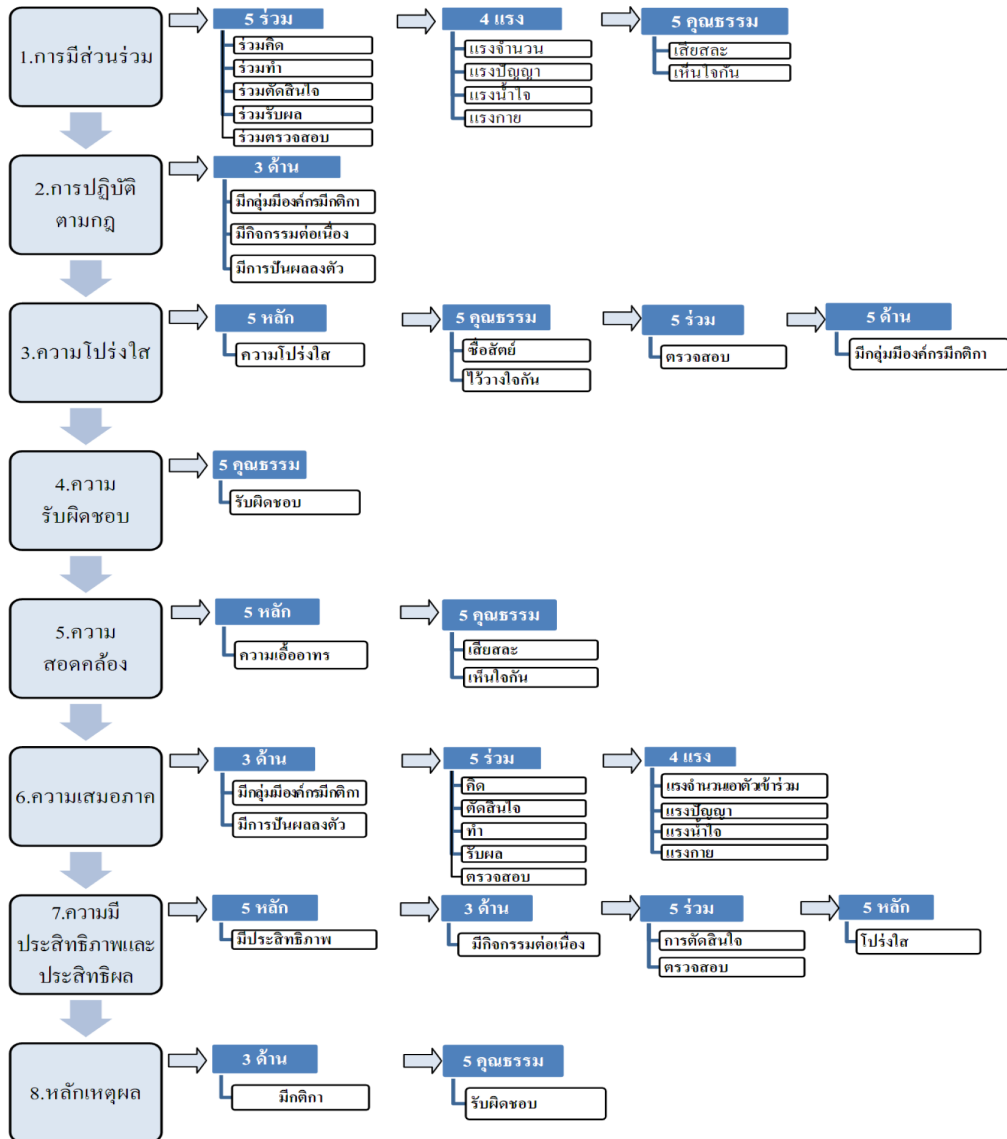 1.การมีส่วนร่วม
5 ร่วม
ร่วมคิด
ร่วมทำ
ร่วมตัดสินใจ
ร่วมรับผล
ร่วมตรวจสอบ
4 แรง
แรงจำนวน
แรงปัญญา
แรงน้ำใจ
แรงกาย
5 คุณธรรม
เสียสละ
เห็นใจกัน
2.การปฏิบัติ
ตามกฎ
3 ด้าน
มีกลุ่มมีองค์กรมีกติกา
มีกิจกรรมต่อเนื่อง
มีการปันผลลงตัว
3.ความโปร่งใส
5 หลัก
ความโปร่งใส
5 คุณธรรม
ซื่อสัตย์
ไว้วางใจกัน
5 ร่วม
ตรวจสอบ
5 ด้าน
มีกลุ่มมีองค์กรมีกติกา
4.ความ
รับผิดชอบ
5 คุณธรรม
รับผิดชอบ
5.ความ
สอดคล้อง
5 หลัก
ความเอื้ออาทร
5 คุณธรรม
เสียสละ
เห็นใจกัน
6.ความเสมอภาค
3 ด้าน
มีกลุ่มมีองค์กรมีกติกา
มีการปันผลลงตัว
5 ร่วม
คิด
ตัดสินใจ
ทำ
รับผล
ตรวจสอบ
4 แรง
แรงจำนวนเอาตัวเข้าร่วม
แรงปัญญา
แรงน้ำใจ
แรงกาย
7.ความมี
ประสิทธิภาพและ
ประสิทธิผล
5 หลัก
มีประสิทธิภาพ
3 ด้าน
มีกิจกรรมต่อเนื่อง
5 ร่วม
การตัดสินใจ
ตรวจสอบ
5 หลัก
โปร่งใส
8.หลักเหตุผล
3 ด้าน
มีกติกา
5 คุณธรรม
รับผิดชอบ